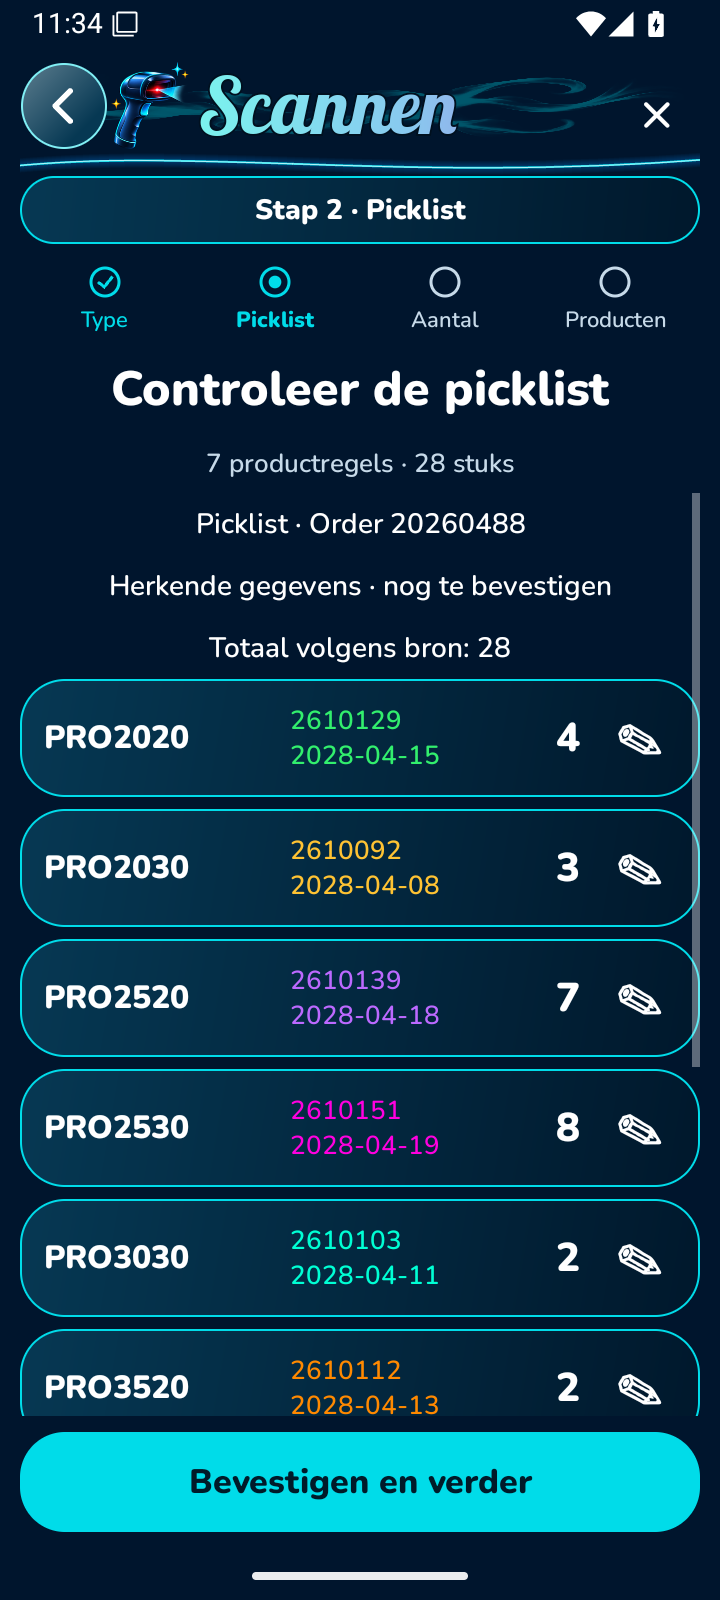 11:34
Scannen
Stap 2 · Picklist
Type Picklist Aantal Producten
Controleer de picklist
7 productregels · 28 stuks
Picklist · Order 20260488
Herkende gegevens · nog te bevestigen
Totaal volgens bron: 28
PRO2020 2610129 4
2028-04-15
PRO2030 2610092 3
2028-04-08
PRO2520 2610139 7
2028-04-18
PRO2530 2610151 8
2028-04-19
PRO3030 2610103 2
2028-04-11
PRO3520 2610112 2
2028-04-13
Bevestigen en verder